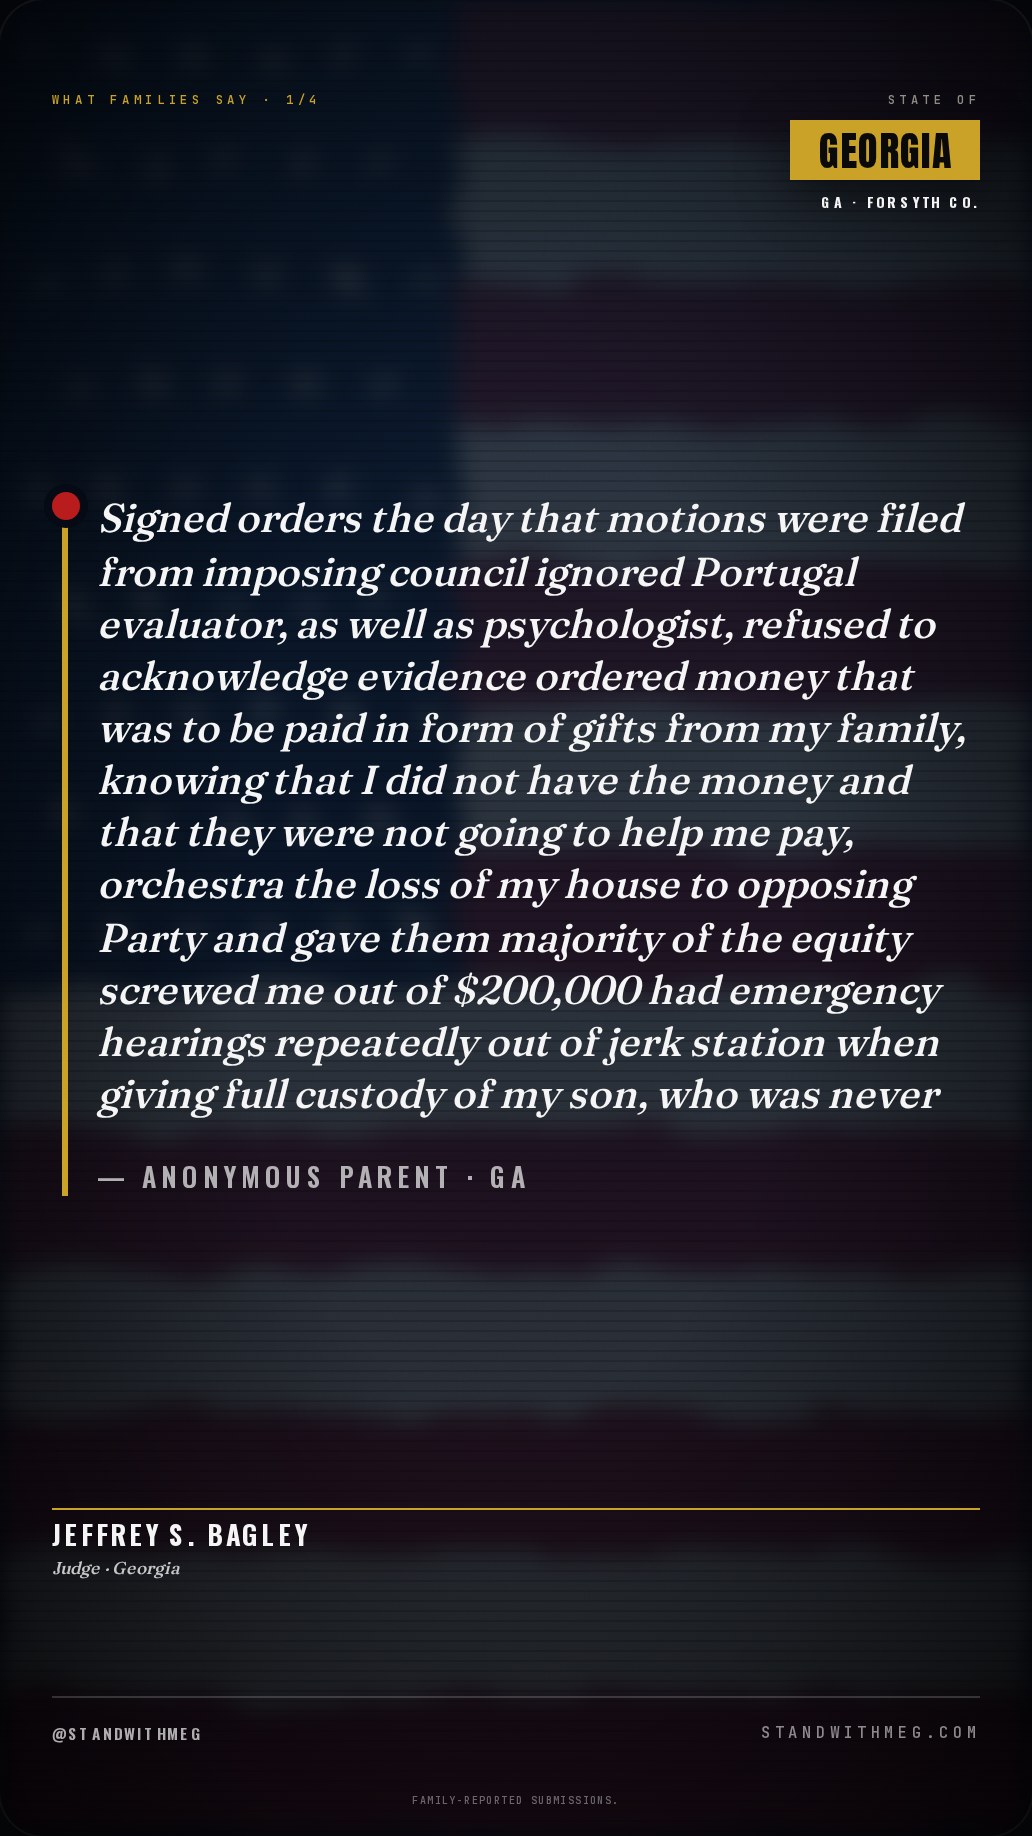 WHAT FAMILIES SAY · 1/4
STATE OF
GEORGIA
GA · FORSYTH CO.
Signed orders the day that motions were filed
from imposing council ignored Portugal
evaluator, as well as psychologist, refused to
acknowledge evidence ordered money that
was to be paid in form of gifts from my family,
knowing that I did not have the money and
that they were not going to help me pay,
orchestra the loss of my house to opposing
Party and gave them majority of the equity
screwed me out of $200,000 had emergency
hearings repeatedly out of jerk station when
giving full custody of my son, who was never
— ANONYMOUS PARENT · GA
JEFFREY S. BAGLEY
Judge · Georgia
@STANDWITHMEG
STANDWITHMEG.COM
FAMILY-REPORTED SUBMISSIONS.